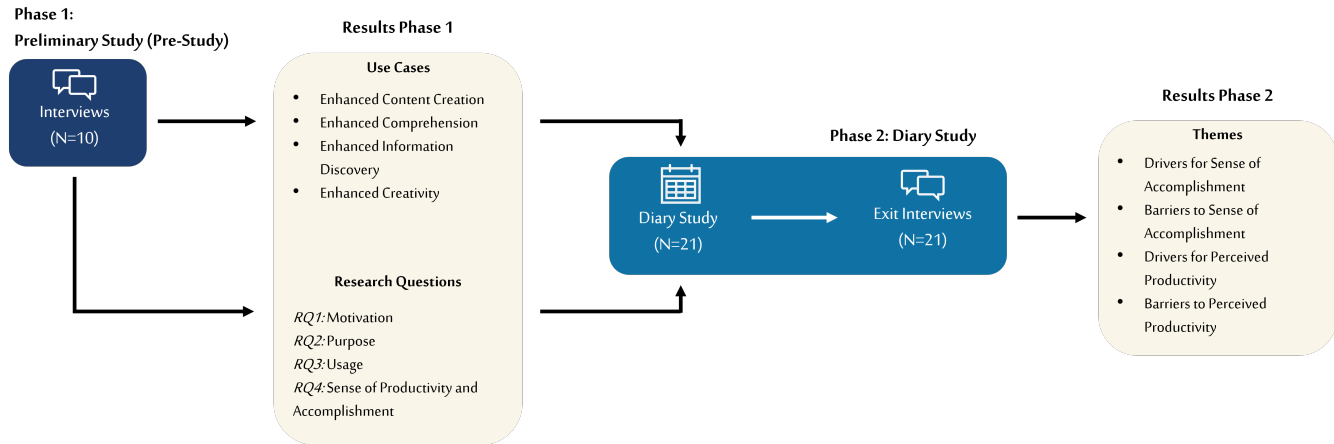 Phase 1:
Preliminary Study (Pre-Study)
Interviews
(N=10)
Results Phase 1
Use Cases
• Enhanced Content Creation
• Enhanced Comprehension
• Enhanced Information
Discovery
• Enhanced Creativity
Research Questions
RQ1: Motivation
RQ2: Purpose
RQ3: Usage
RQ4: Sense of Productivity and
Accomplishment
Phase 2: Diary Study
Diary Study
(N=21)
Exit Interviews
(N=21)
Results Phase 2
Themes
• Drivers for Sense of
Accomplishment
• Barriers to Sense of
Accomplishment
• Drivers for Perceived
Productivity
• Barriers to Perceived
Productivity